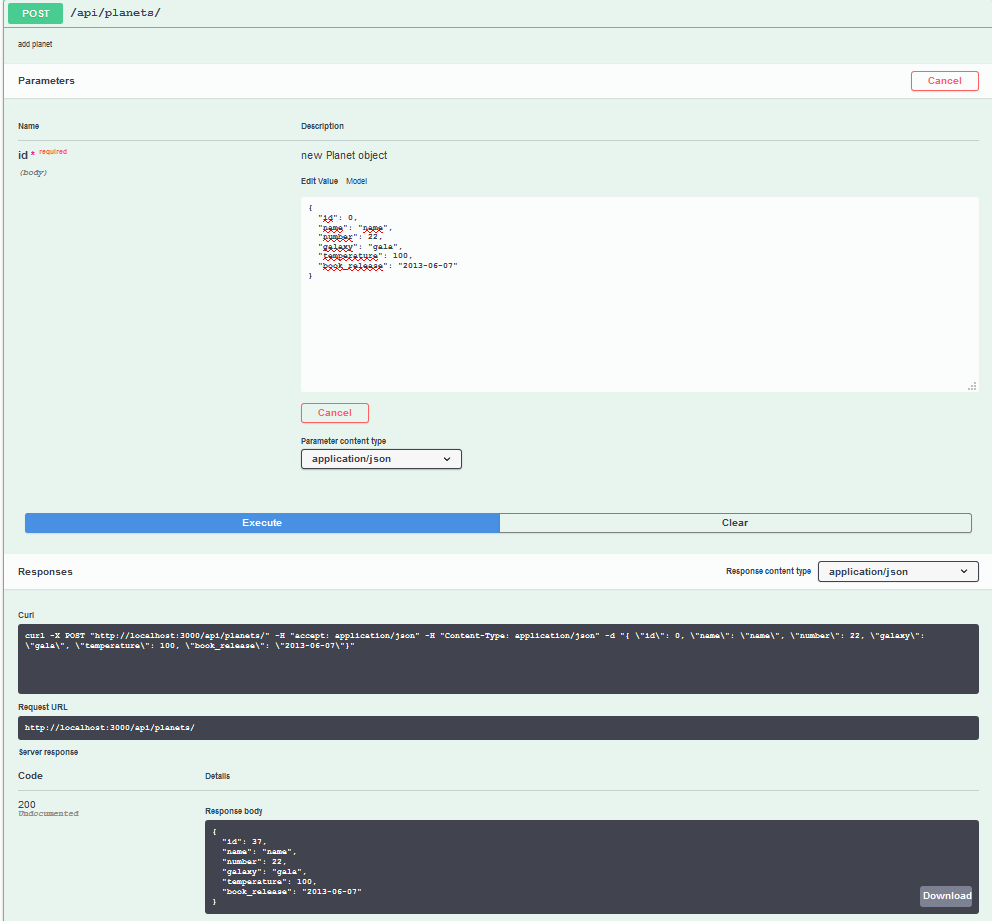 POST /api/planets/
add planet
Parameters Cancel
Name Description
id * required new Planet object
(body)
Edit Value Model
{
"id": 0,
"name": "name",
"number": 22,
"galaxy": "gala",
"temperature": 100,
"book_release": "2013-06-07"
}
Cancel
Parameter content type
application/json
Execute Clear
Responses Response content type application/json
Curl
curl -X POST "http://localhost:3000/api/planets/" -H "accept: application/json" -H "Content-Type: application/json" -d "{ \"id\": 0, \"name\": \"name\", \"number\": 22, \"galaxy\":
\"gala\", \"temperature\": 100, \"book_release\": \"2013-06-07\"}"
Request URL
http://localhost:3000/api/planets/
Server response
Code Details
200
Undocumented
Response body
{
"id": 37,
"name": "name",
"number": 22,
"galaxy": "gala",
"temperature": 100,
"book_release": "2013-06-07"
}
Download